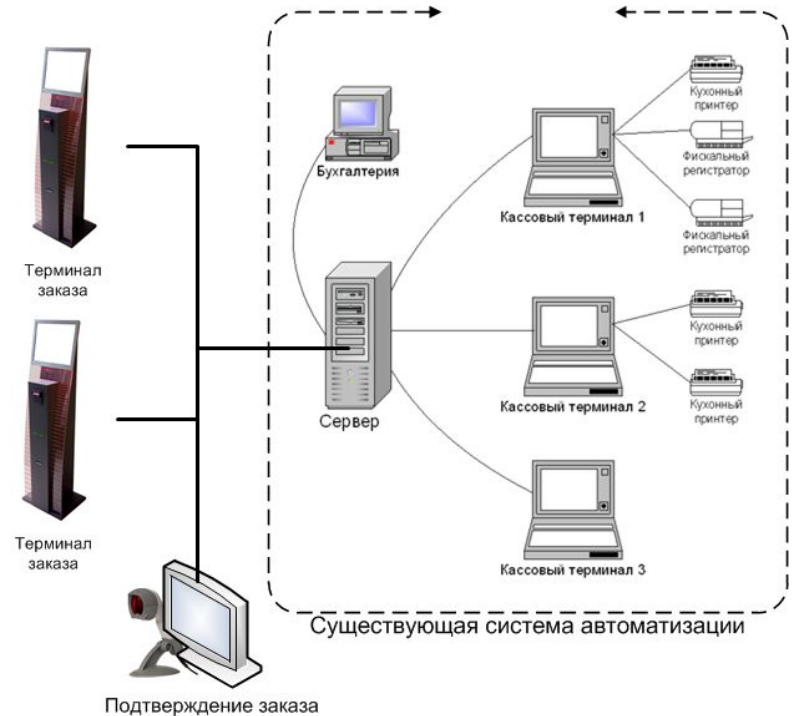 Кухонный
принтер
Фискальный
регистратор
Бухгалтерия
Кассовый терминал 1
Фискальный
регистратор
Терминал
заказа
Кухонный
принтер
Кухонный
принтер
Кассовый терминал 2
Сервер
Терминал
заказа
Кассовый терминал 3
Существующая система автоматизации
Подтверждение заказа